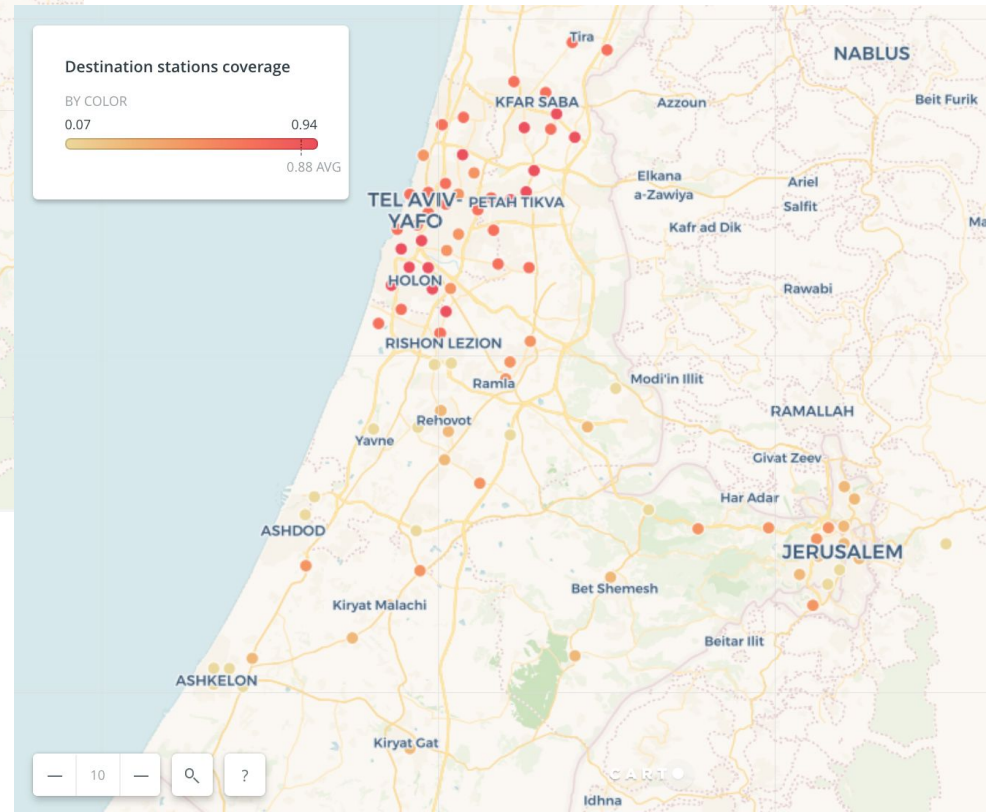 Destination stations coverage
BY COLOR
0.07 0.94
0.88 AVG
Tira
NABLUS
KFAR SABA
Azzoun
Beit Furik
Elkana
a-Zawiya
Ariel
Salfit
TEL AVIV-
YAFO
PETAH TIKVA
Kafr ad Dik
Ma
HOLON
Rawabi
RISHON LEZION
Ramla
Modi'in Illit
RAMALLAH
Rehovot
Yavne
Givat Zeev
Har Adar
ASHDOD
JERUSALEM
Bet Shemesh
Kiryat Malachi
Beitar Ilit
ASHKELON
Kiryat Gat
10
?
CARTO
Idhna